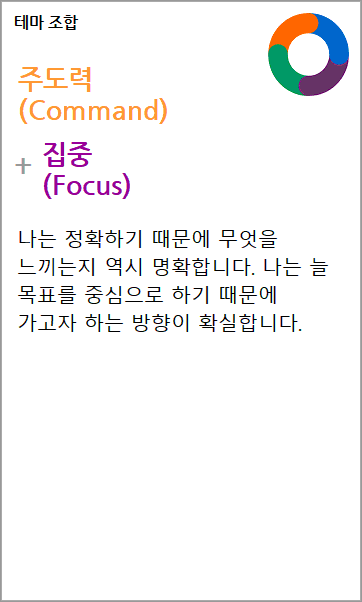 테마 조합
주도력
(Command)
+ 집중
(Focus)
나는 정확하기 때문에 무엇을
느끼는지 역시 명확합니다. 나는 늘
목표를 중심으로 하기 때문에
가고자 하는 방향이 확실합니다.